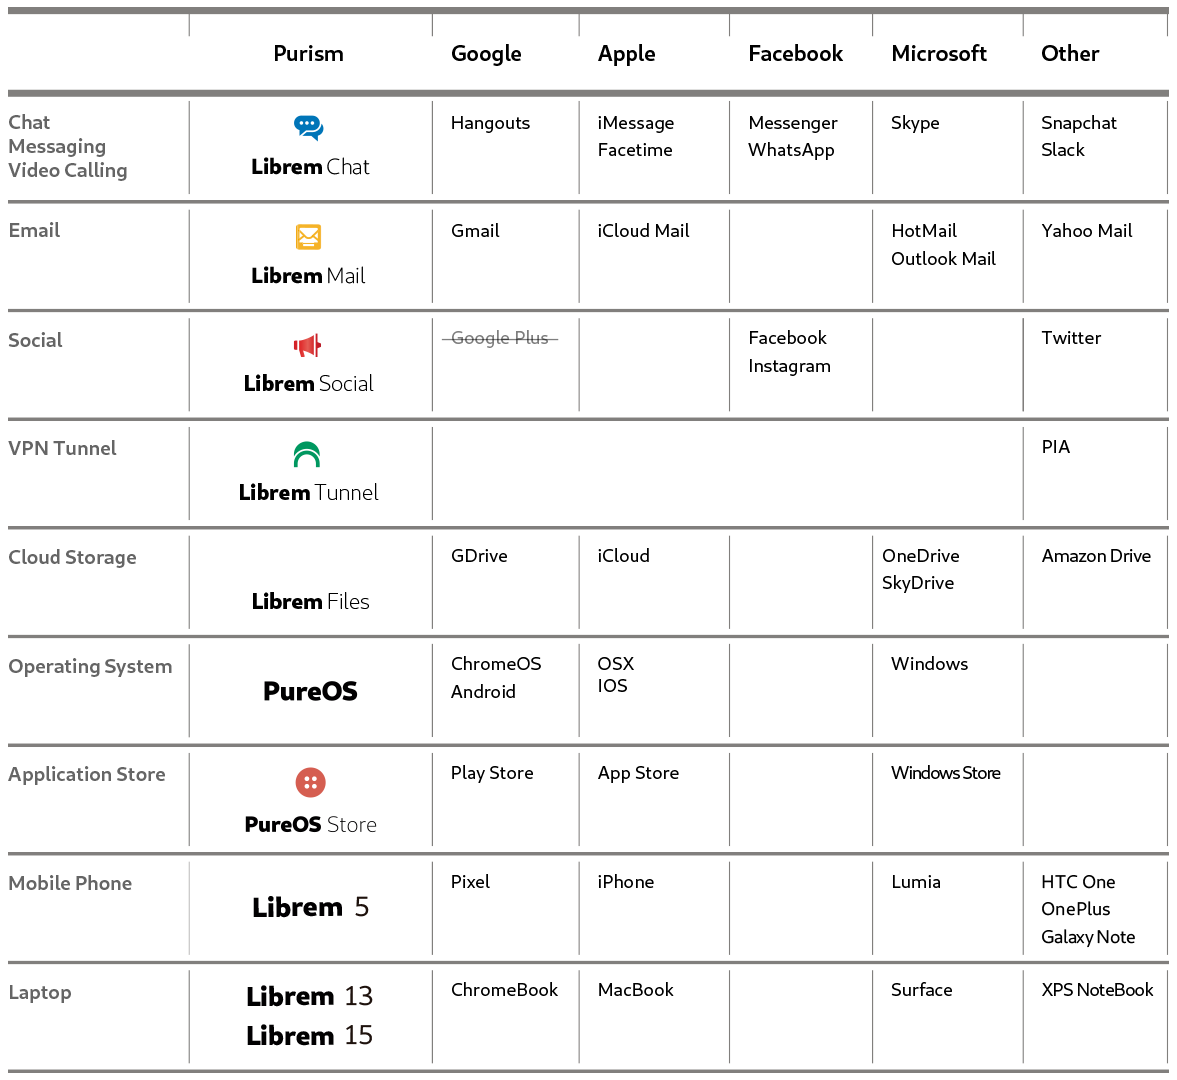 Purism Google Apple Facebook Microsoft Other
Chat
Messaging
Video Calling
Librem Chat
Hangouts
iMessage
Facetime
Messenger
WhatsApp
Skype
Snapchat
Slack
Email
Librem Mail
Gmail
iCloud Mail
HotMail
Outlook Mail
Yahoo Mail
Social
Librem Social
Google Plus
Facebook
Instagram
Twitter
VPN Tunnel
Librem Tunnel
PIA
Cloud Storage
Librem Files
GDrive
iCloud
OneDrive
SkyDrive
Amazon Drive
Operating System
PureOS
ChromeOS
Android
OSX
IOS
Windows
Application Store
PureOS Store
Play Store
App Store
Windows Store
Mobile Phone
Librem 5
Pixel
iPhone
Lumia
HTC One
OnePlus
Galaxy Note
Laptop
Librem 13
Librem 15
ChromeBook
MacBook
Surface
XPS NoteBook